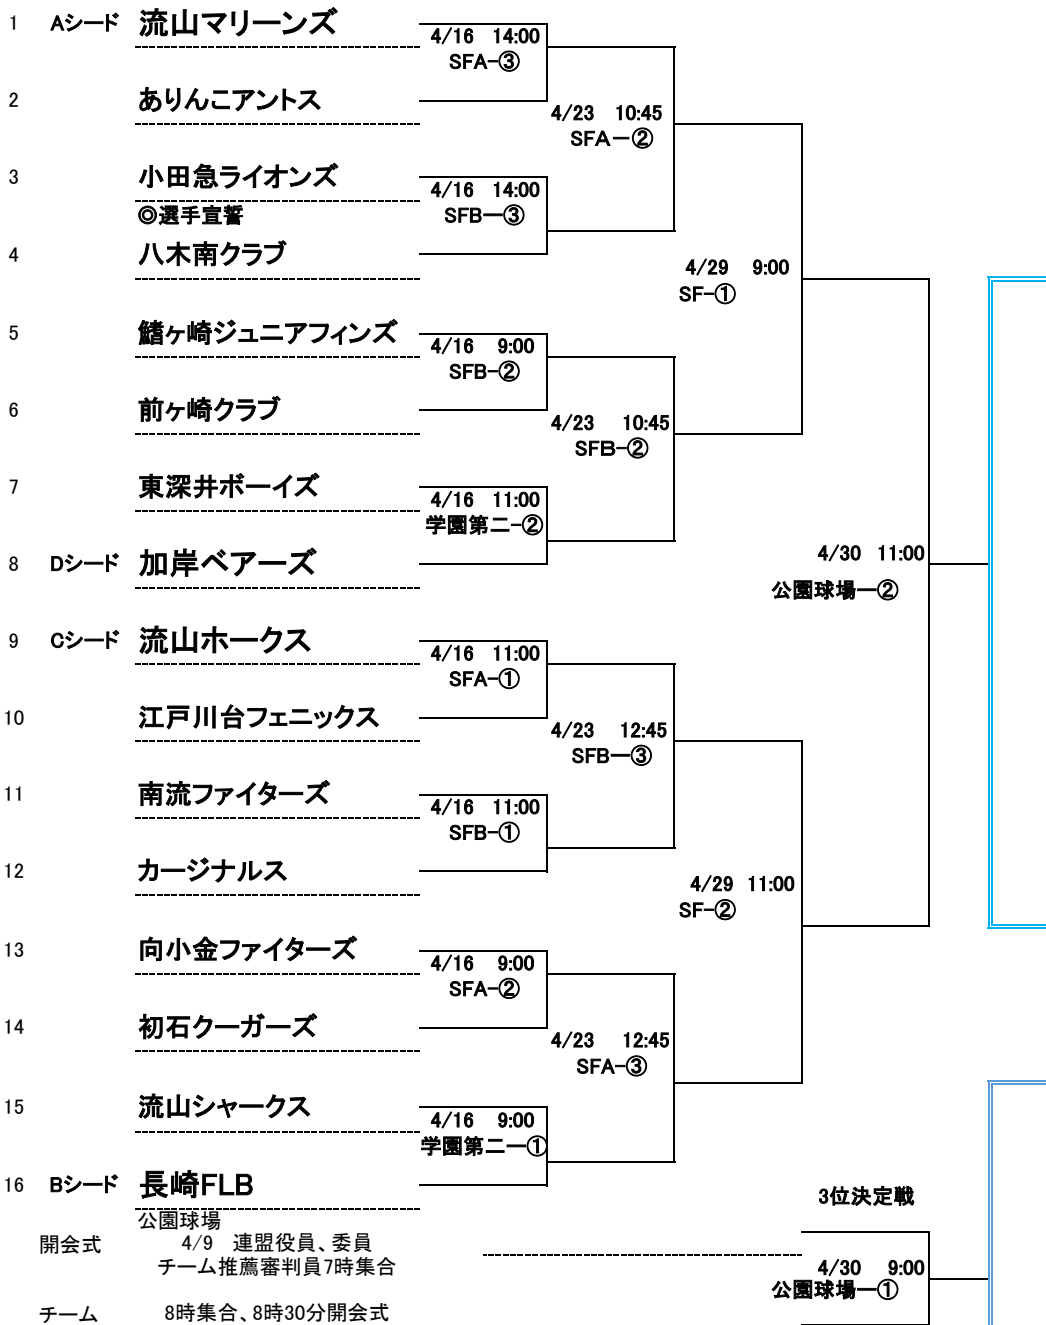 1 Aシード 流山マリーンズ
4/16 14:00
SFA-③
2 ありんこアントス
4/23 10:45
SFA－②
3 小田急ライオンズ
◎選手宣誓
4/16 14:00
SFB－③
4 八木南クラブ
4/29 9:00
SF-①
5 鰭ヶ崎ジュニアフィンズ
4/16 9:00
SFB-②
6 前ヶ崎クラブ
4/23 10:45
SFB-②
7 東深井ボーイズ
4/16 11:00
学園第二-②
8 Dシード 加岸ベアーズ
4/30 11:00
公園球場－②
9 Cシード 流山ホークス
4/16 11:00
SFA-①
10 江戸川台フェニックス
4/23 12:45
SFB－③
11 南流ファイターズ
4/16 11:00
SFB-①
12 カージナルス
4/29 11:00
SF-②
13 向小金ファイターズ
4/16 9:00
SFA-②
14 初石クーガーズ
4/23 12:45
SFA-③
15 流山シャークス
4/16 9:00
学園第二－①
16 Bシード 長崎FLB
3位決定戦
公園球場
開会式 4/9 連盟役員、委員
チーム推薦審判員7時集合
4/30 9:00
公園球場－①
チーム 8時集合、8時30分開会式